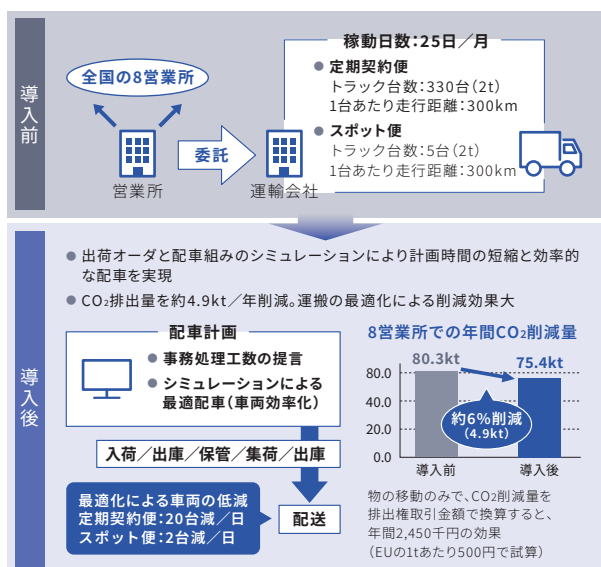 導入前
全国の8営業所
営業所
委託
運輸会社
稼動日数：25日／月
● 定期契約便
トラック台数：330台（2t）
1台あたり走行距離：300km
● スポット便
トラック台数：5台（2t）
1台あたり走行距離：300km
導入後
● 出荷オーダと配車組みのシミュレーションにより計画時間の短縮と効率的
な配車を実現
● CO₂排出量を約4.9kt／年削減。運搬の最適化による削減効果大
配車計画
● 事務処理工数の提言
● シミュレーションによる
最適配車（車両効率化）
入荷／出庫／保管／集荷／出庫
最適化による車両の低減
定期契約便：20台減／日
スポット便：2台減／日
配送
8営業所での年間CO₂削減量
80.3kt
75.4kt
80.0
40.0
20.0
0.0
約6％削減
（4.9kt）
導入前
導入後
物の移動のみで、CO₂削減量を
排出権取引金額で換算すると、
年間2,450千円の効果
（EUの1tあたり500円で試算）